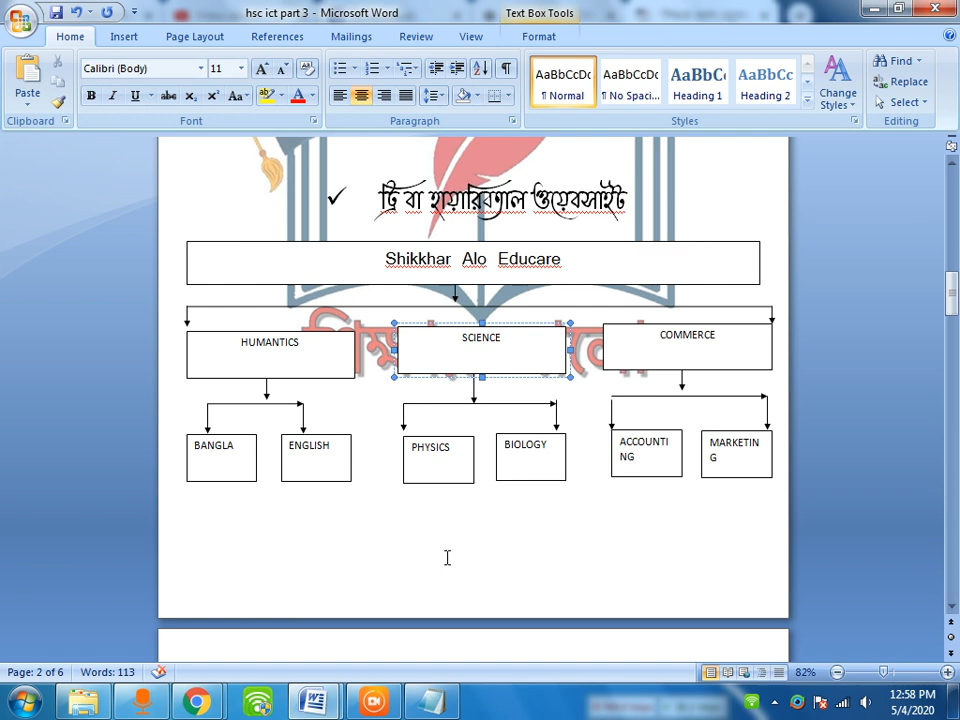 hsc ict part 3 - Microsoft Word
Text Box Tools
Home Insert Page Layout References Mailings Review View Format
Paste
Clipboard
Calibri (Body) 11
Font
Paragraph
AaBbCcDc AaBbCcDc AaBbCc AaBbCc
¶ Normal ¶ No Spaci... Heading 1 Heading 2
Change Styles
Styles
Find
Replace
Select
Editing
✓ ট্রি বা হায়ারিক্যাল ওয়েবসাইট
Shikkhar Alo Educare
HUMANTICS
SCIENCE
COMMERCE
BANGLA
ENGLISH
PHYSICS
BIOLOGY
ACCOUNTI
NG
MARKETIN
G
Page: 2 of 6 Words: 113
82%
12:58 PM
5/4/2020